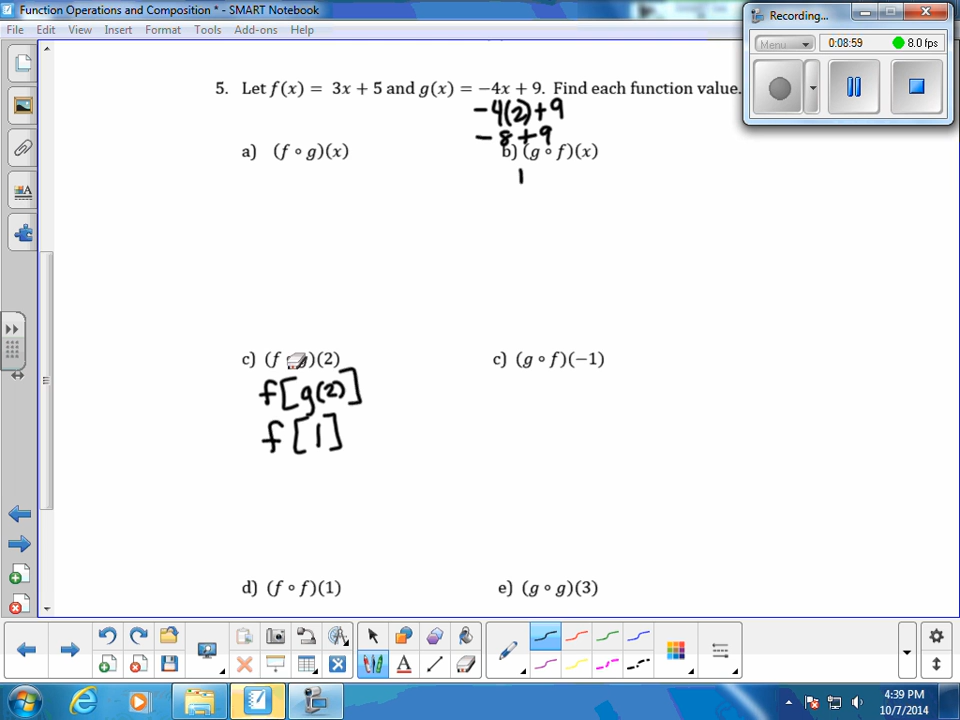 Function Operations and Composition * - SMART Notebook
File Edit View Insert Format Tools Add-ons Help
Recording...
Menu 0:08:59 8.0 fps
5. Let f(x) = 3x + 5 and g(x) = −4x + 9. Find each function value.
-4(2)+9
-8+9
a) (f ∘ g)(x) b) (g ∘ f)(x)
1
c) (f g)(2) c) (g ∘ f)(−1)
f[g(2)]
f[1]
d) (f ∘ f)(1) e) (g ∘ g)(3)
A
4:39 PM
10/7/2014